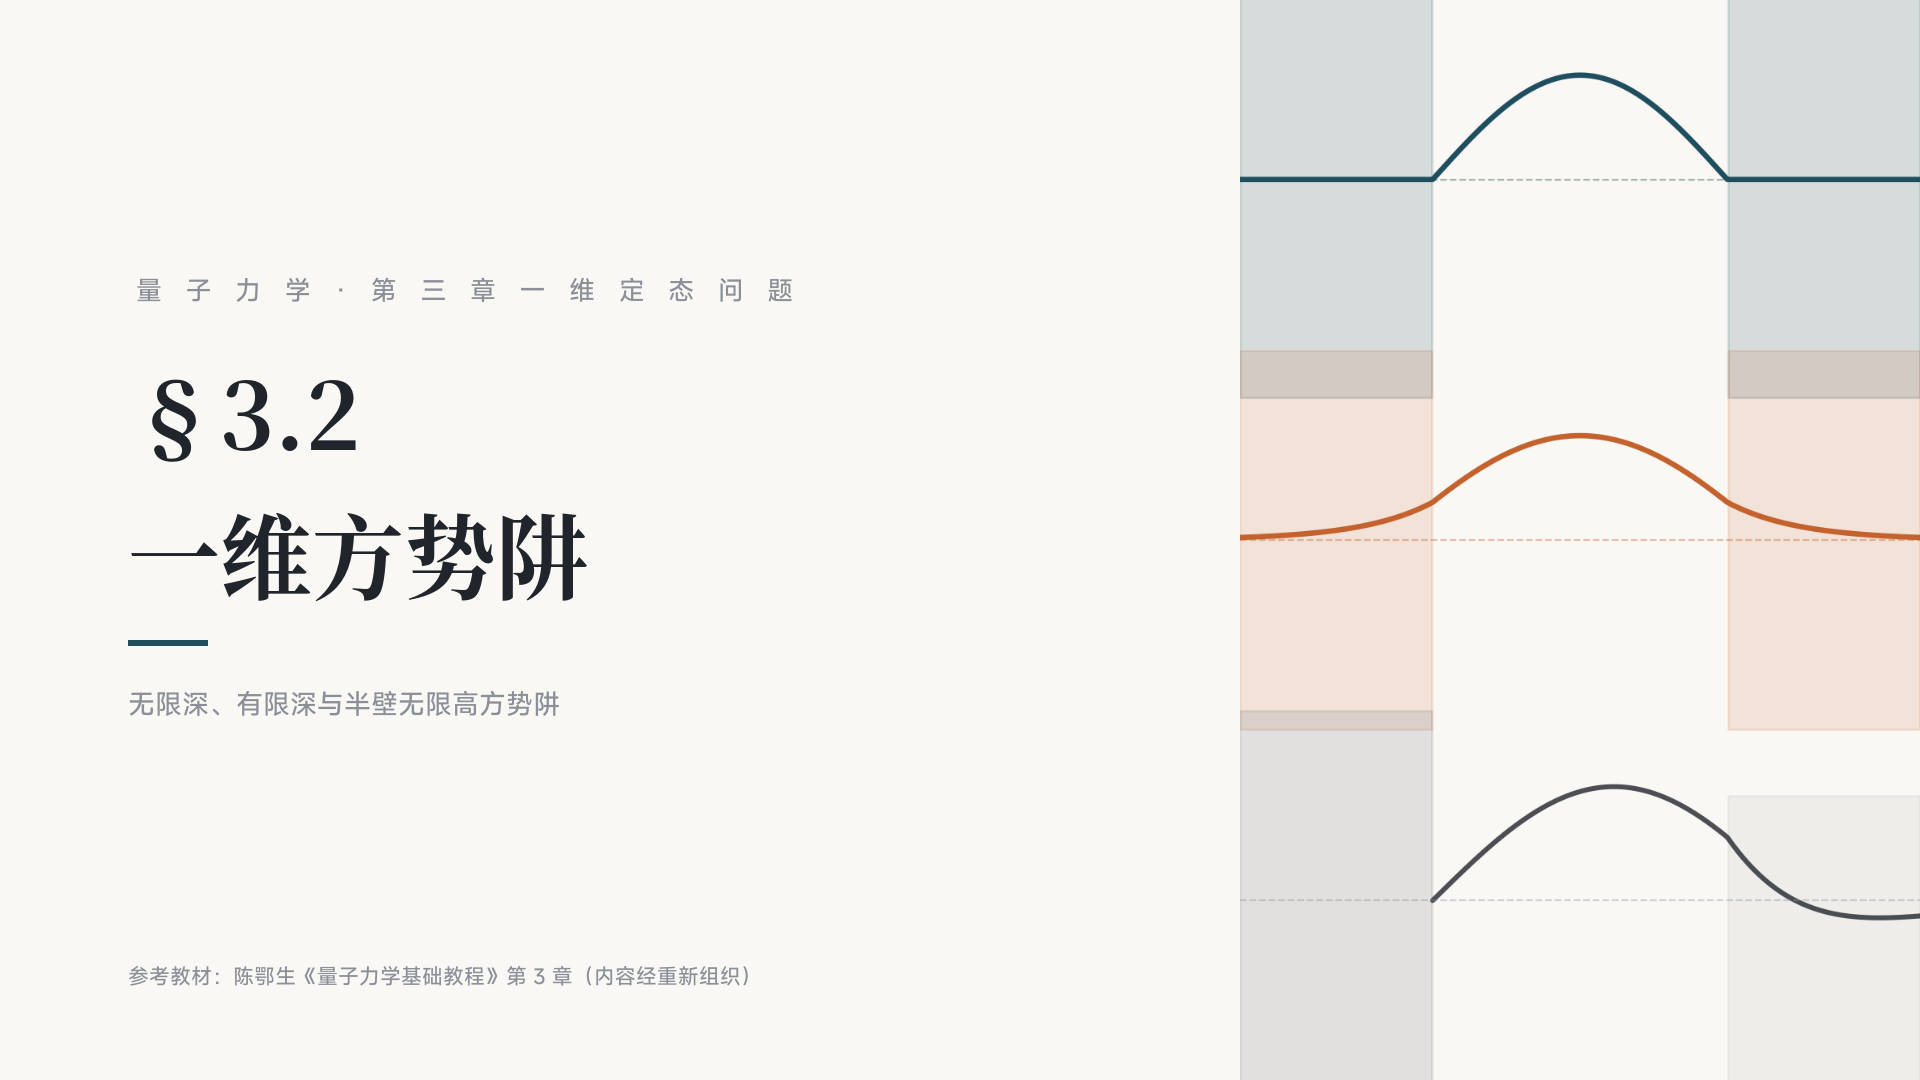 量子力学 · 第三章一维定态问题
§ 3.2
一维方势阱
无限深、有限深与半壁无限高方势阱
参考教材：陈鄂生《量子力学基础教程》第 3 章（内容经重新组织）